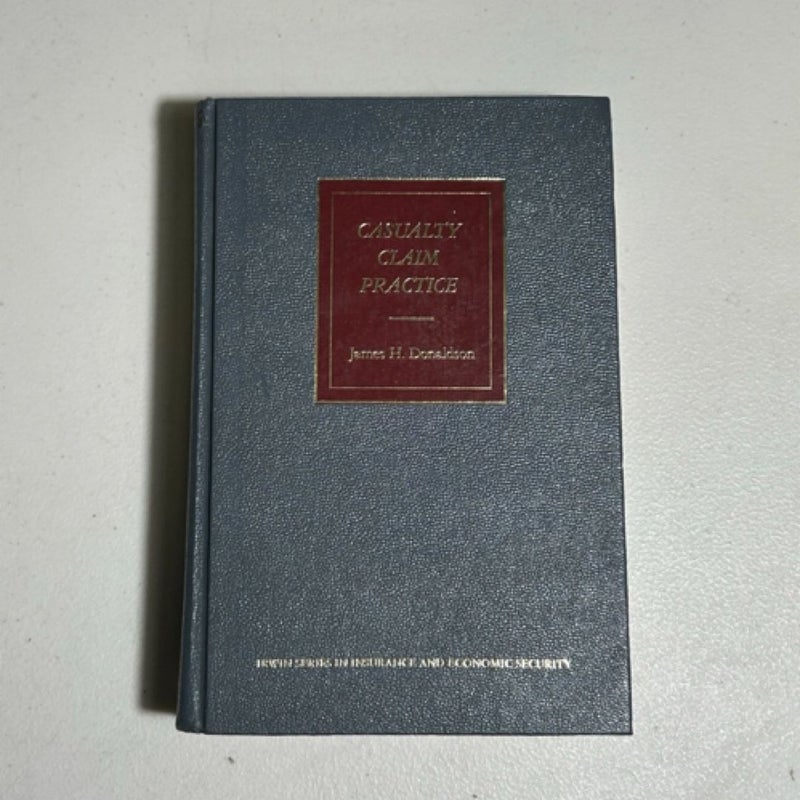 CASUALTY
CLAIM
PRACTICE
James H. Donaldson
IRWIN SERIES IN INSURANCE AND ECONOMIC SECURITY